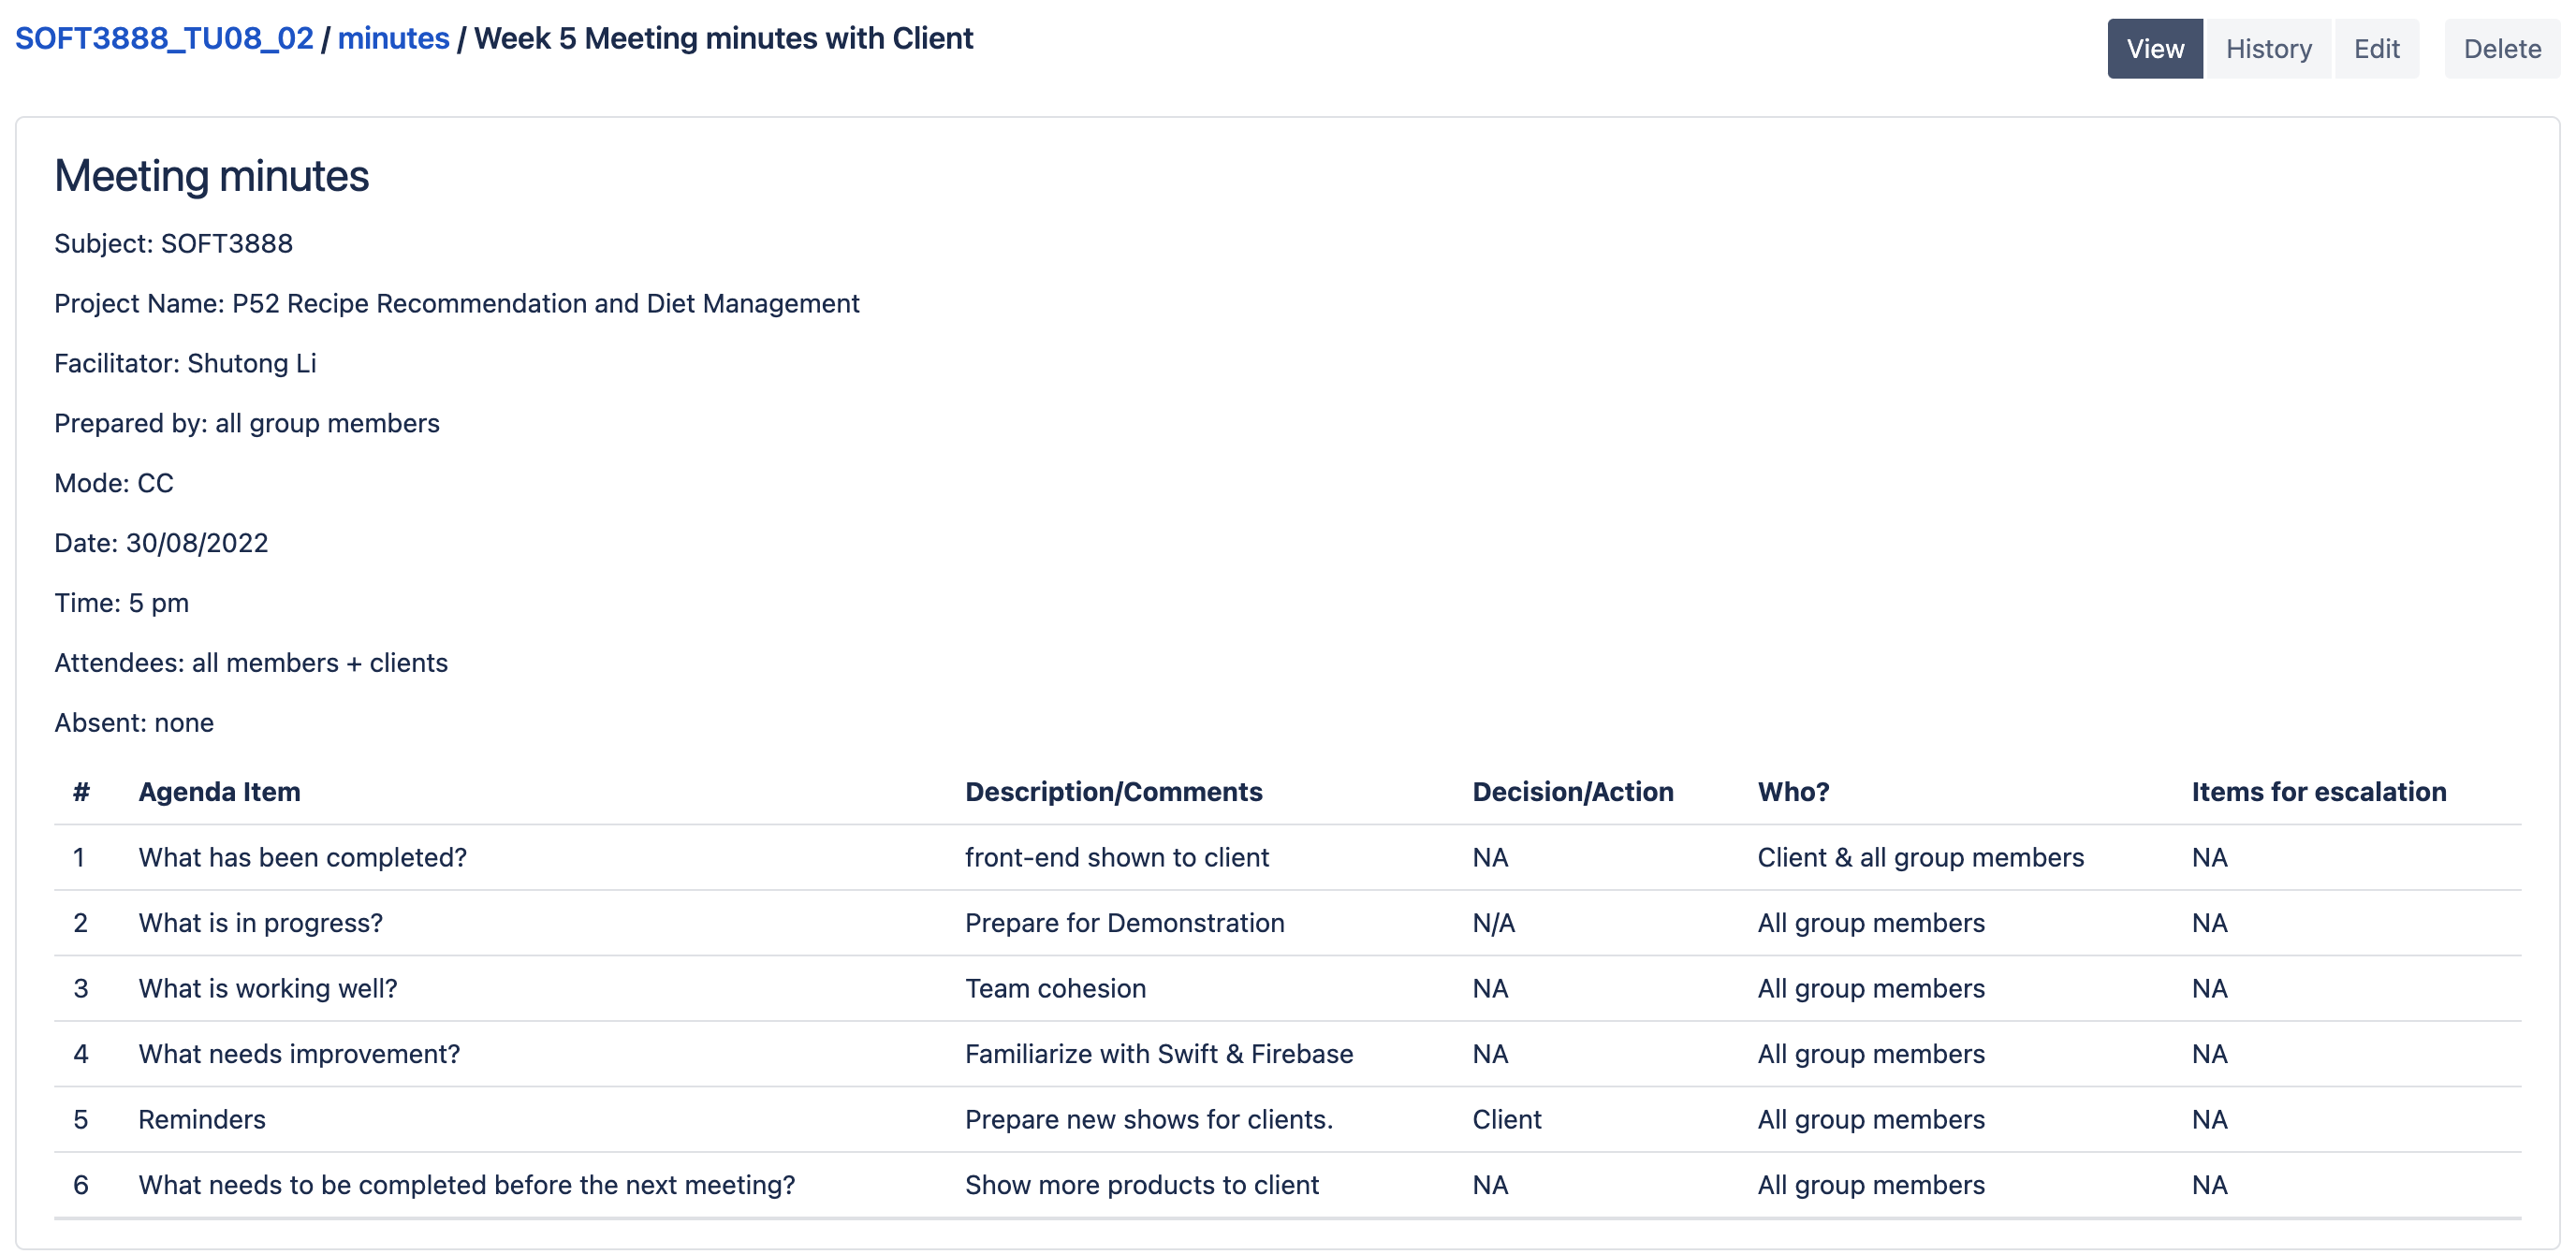 SOFT3888_TU08_02 / minutes / Week 5 Meeting minutes with Client
View History Edit Delete
Meeting minutes
Subject: SOFT3888
Project Name: P52 Recipe Recommendation and Diet Management
Facilitator: Shutong Li
Prepared by: all group members
Mode: CC
Date: 30/08/2022
Time: 5 pm
Attendees: all members + clients
Absent: none
# Agenda Item Description/Comments Decision/Action Who? Items for escalation
1 What has been completed? front-end shown to client NA Client & all group members NA
2 What is in progress? Prepare for Demonstration N/A All group members NA
3 What is working well? Team cohesion NA All group members NA
4 What needs improvement? Familiarize with Swift & Firebase NA All group members NA
5 Reminders Prepare new shows for clients. Client All group members NA
6 What needs to be completed before the next meeting? Show more products to client NA All group members NA